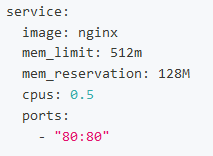 service:
  image: nginx
  mem_limit: 512m
  mem_reservation: 128M
  cpus: 0.5
  ports:
    - "80:80"